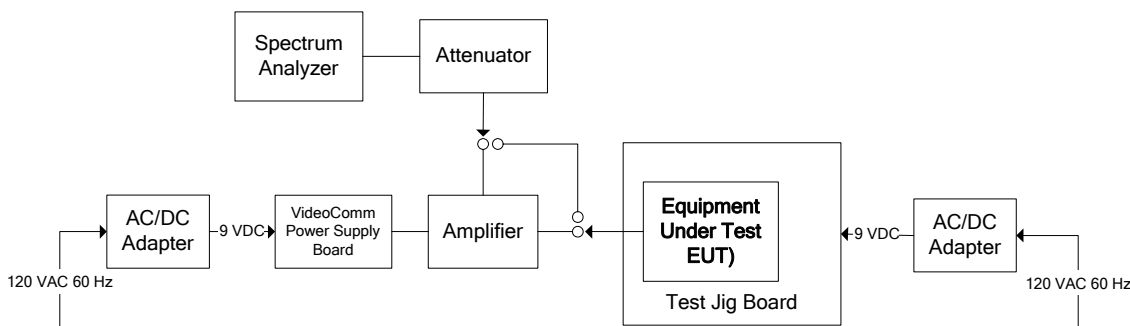 Spectrum
Analyzer
Attenuator
AC/DC
Adapter
9 VDC
VideoComm
Power Supply
Board
Amplifier
Equipment
Under Test
EUT)
Test Jig Board
9 VDC
AC/DC
Adapter
120 VAC 60 Hz
120 VAC 60 Hz